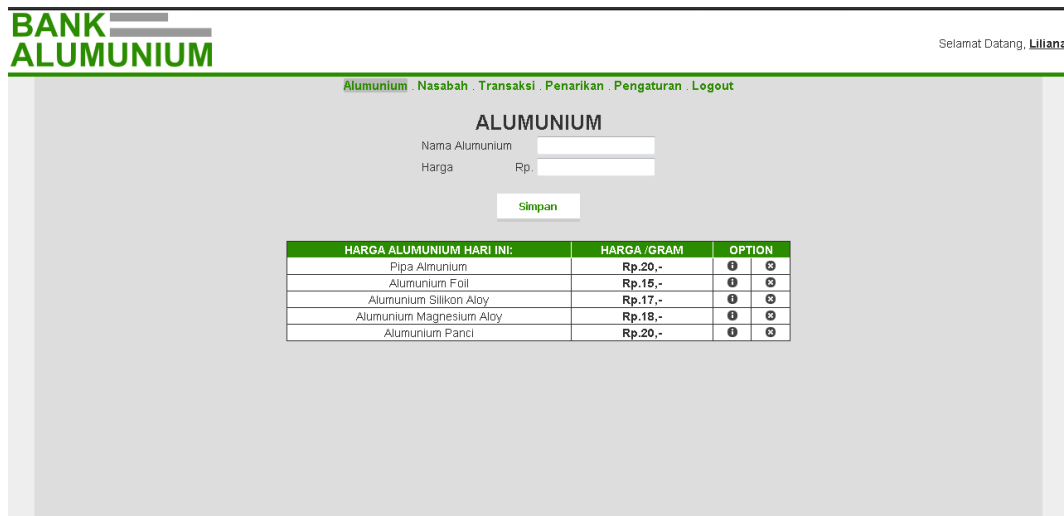 BANK
ALUMUNIUM
Selamat Datang, Liliana
Alumunium . Nasabah . Transaksi . Penarikan . Pengaturan . Logout
ALUMUNIUM
Nama Alumunium
Harga Rp.
Simpan
HARGA ALUMUNIUM HARI INI: HARGA /GRAM OPTION
Pipa Almunium Rp.20,-
Alumunium Foil Rp.15,-
Alumunium Silikon Aloy Rp.17,-
Alumunium Magnesium Aloy Rp.18,-
Alumunium Panci Rp.20,-